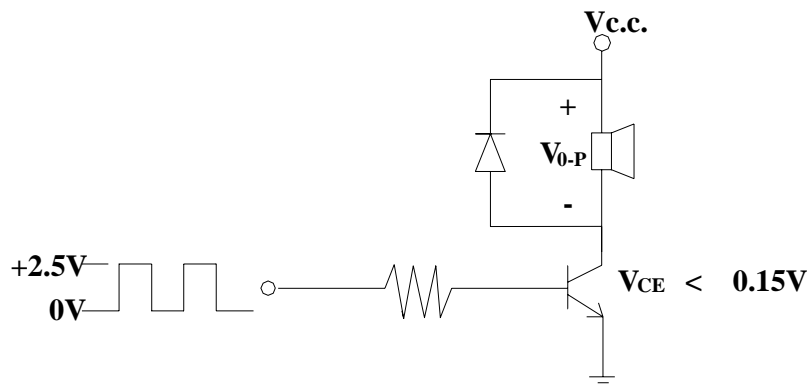 Vc.c.
+
V0-P
-
+2.5V
0V
VCE < 0.15V